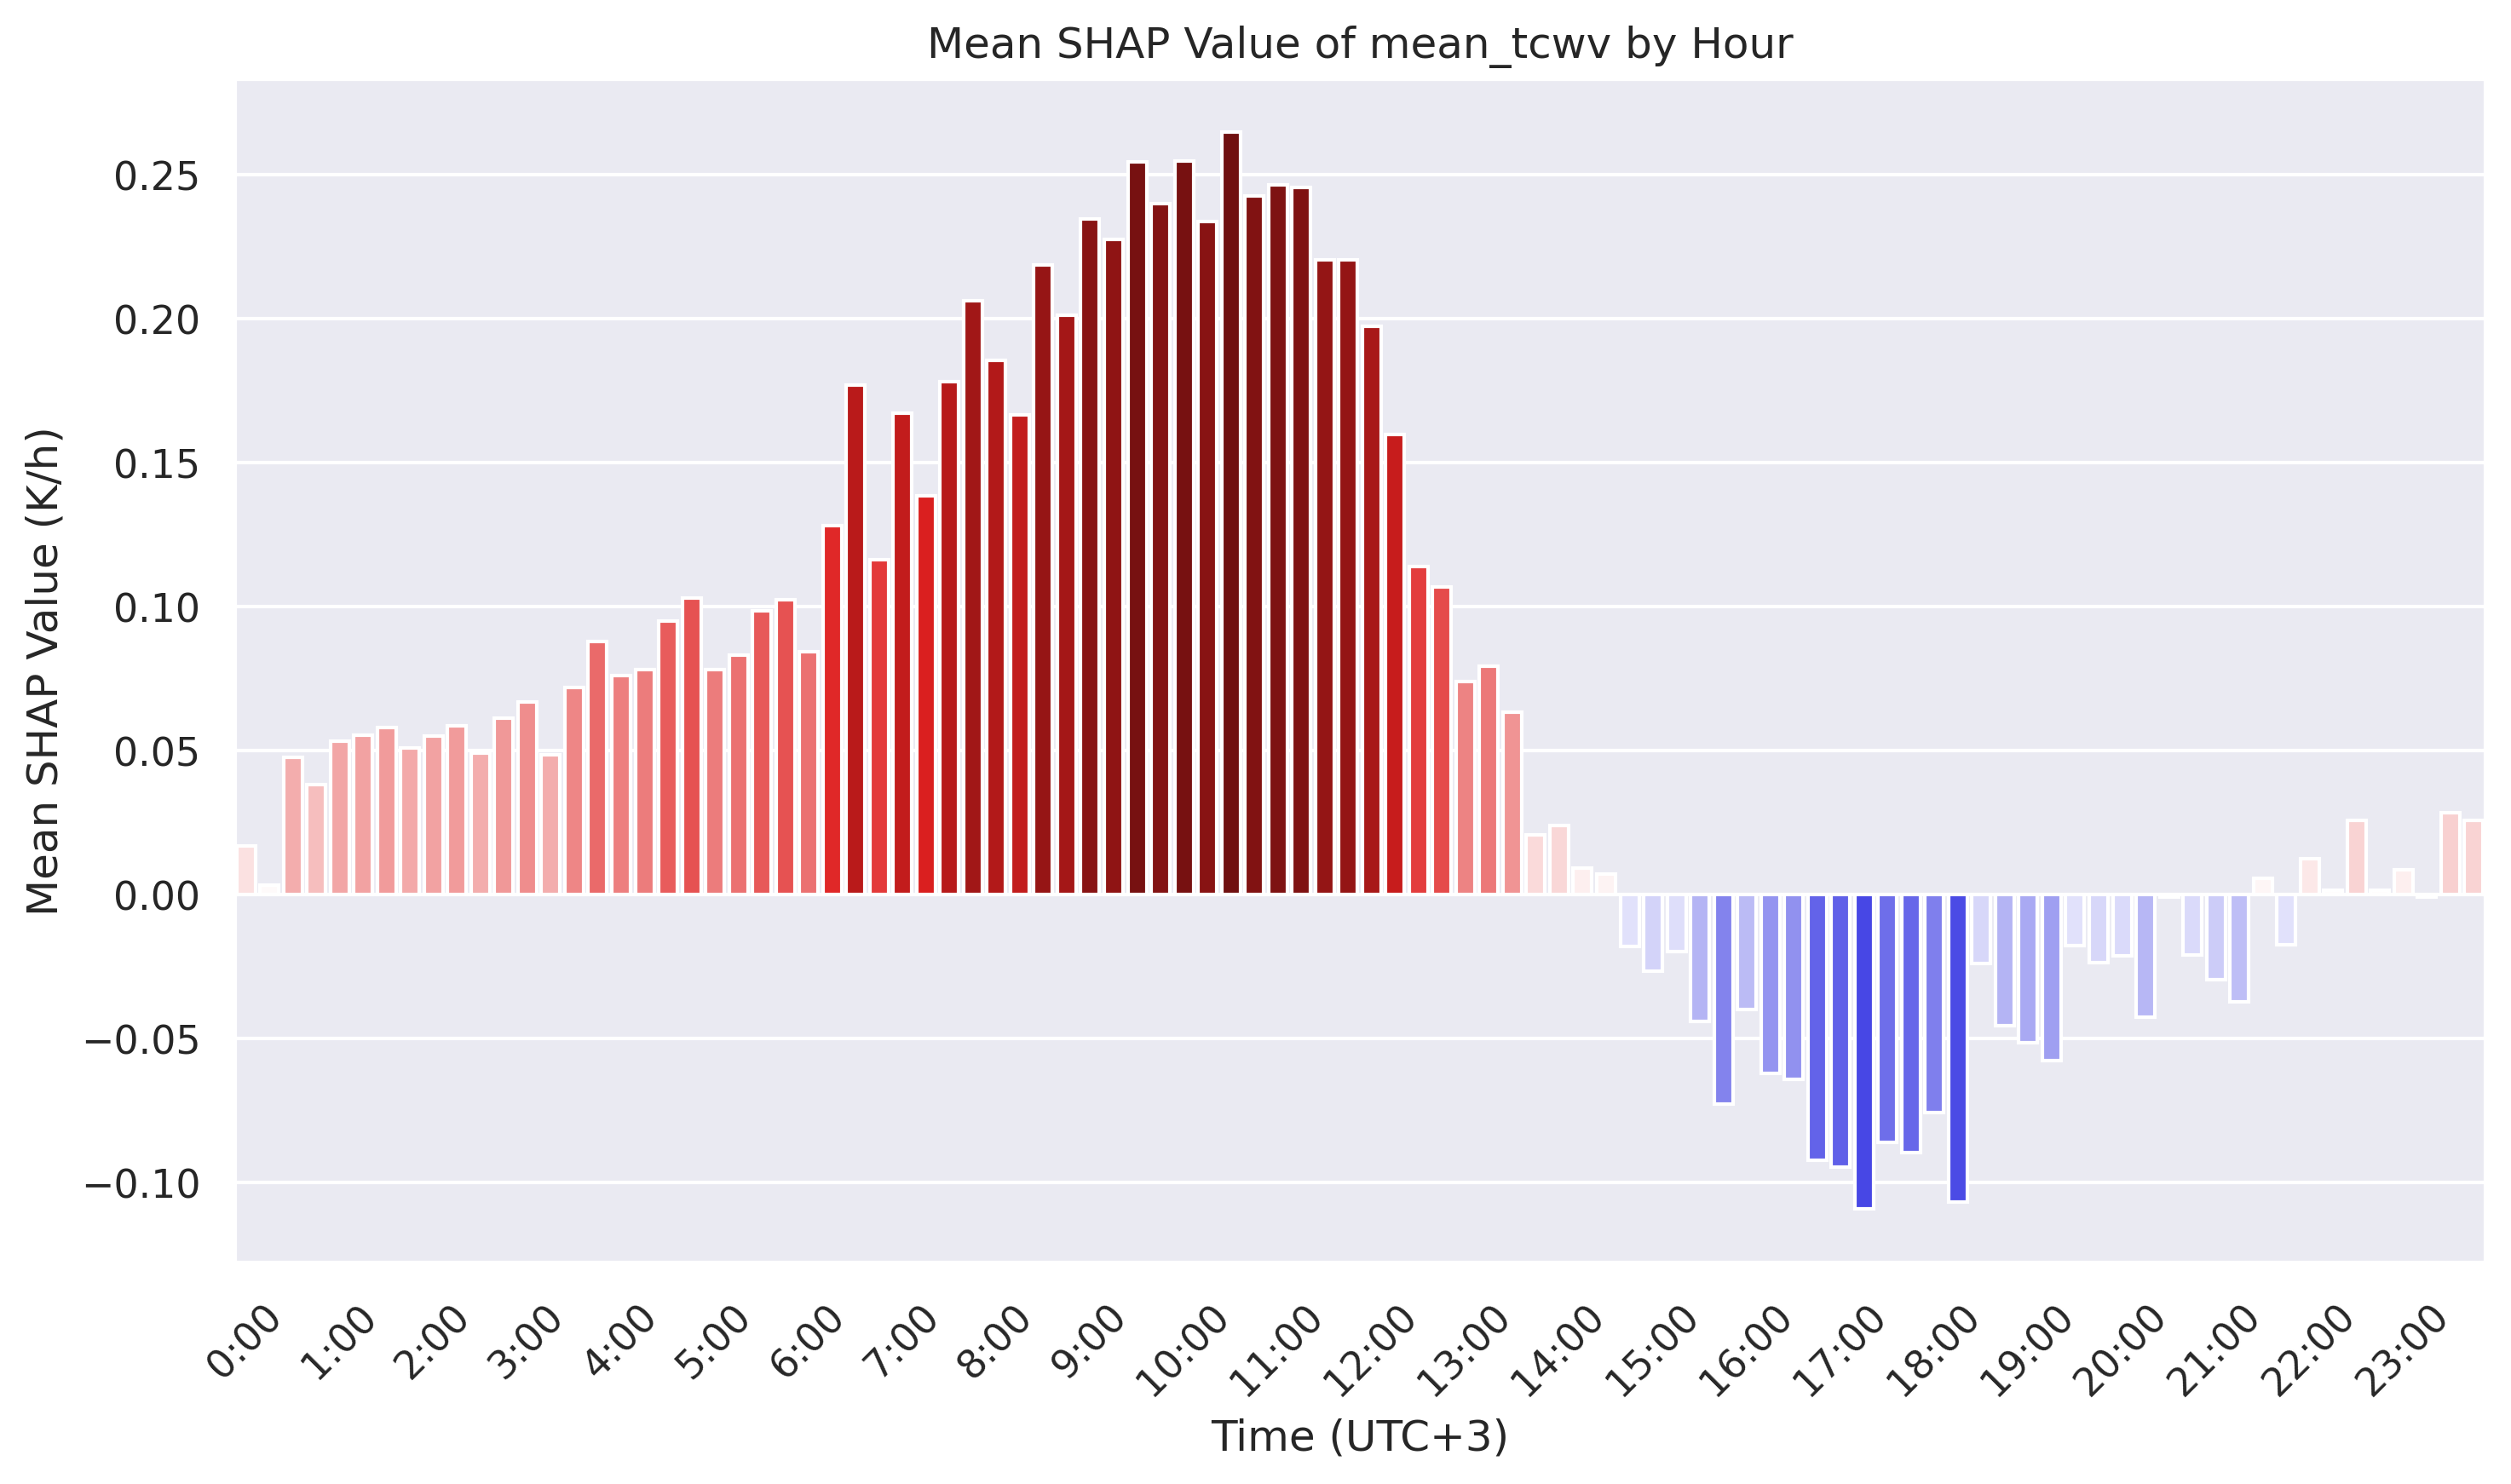 Mean SHAP Value of mean_tcwv by Hour
Mean SHAP Value (K/h)
0.25
0.20
0.15
0.10
0.05
0.00
−0.05
−0.10
0:00 1:00 2:00 3:00 4:00 5:00 6:00 7:00 8:00 9:00 10:00 11:00 12:00 13:00 14:00 15:00 16:00 17:00 18:00 19:00 20:00 21:00 22:00 23:00
Time (UTC+3)